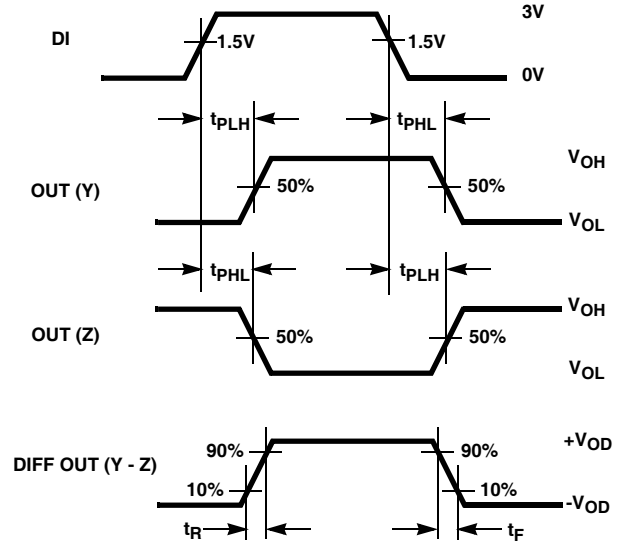 3V
DI
1.5V
1.5V
0V
tPLH
tPHL
VOH
OUT (Y)
50%
50%
VOL
tPHL
tPLH
VOH
OUT (Z)
50%
50%
VOL
+VOD
DIFF OUT (Y - Z)
90%
90%
10%
10%
-VOD
tR
tF